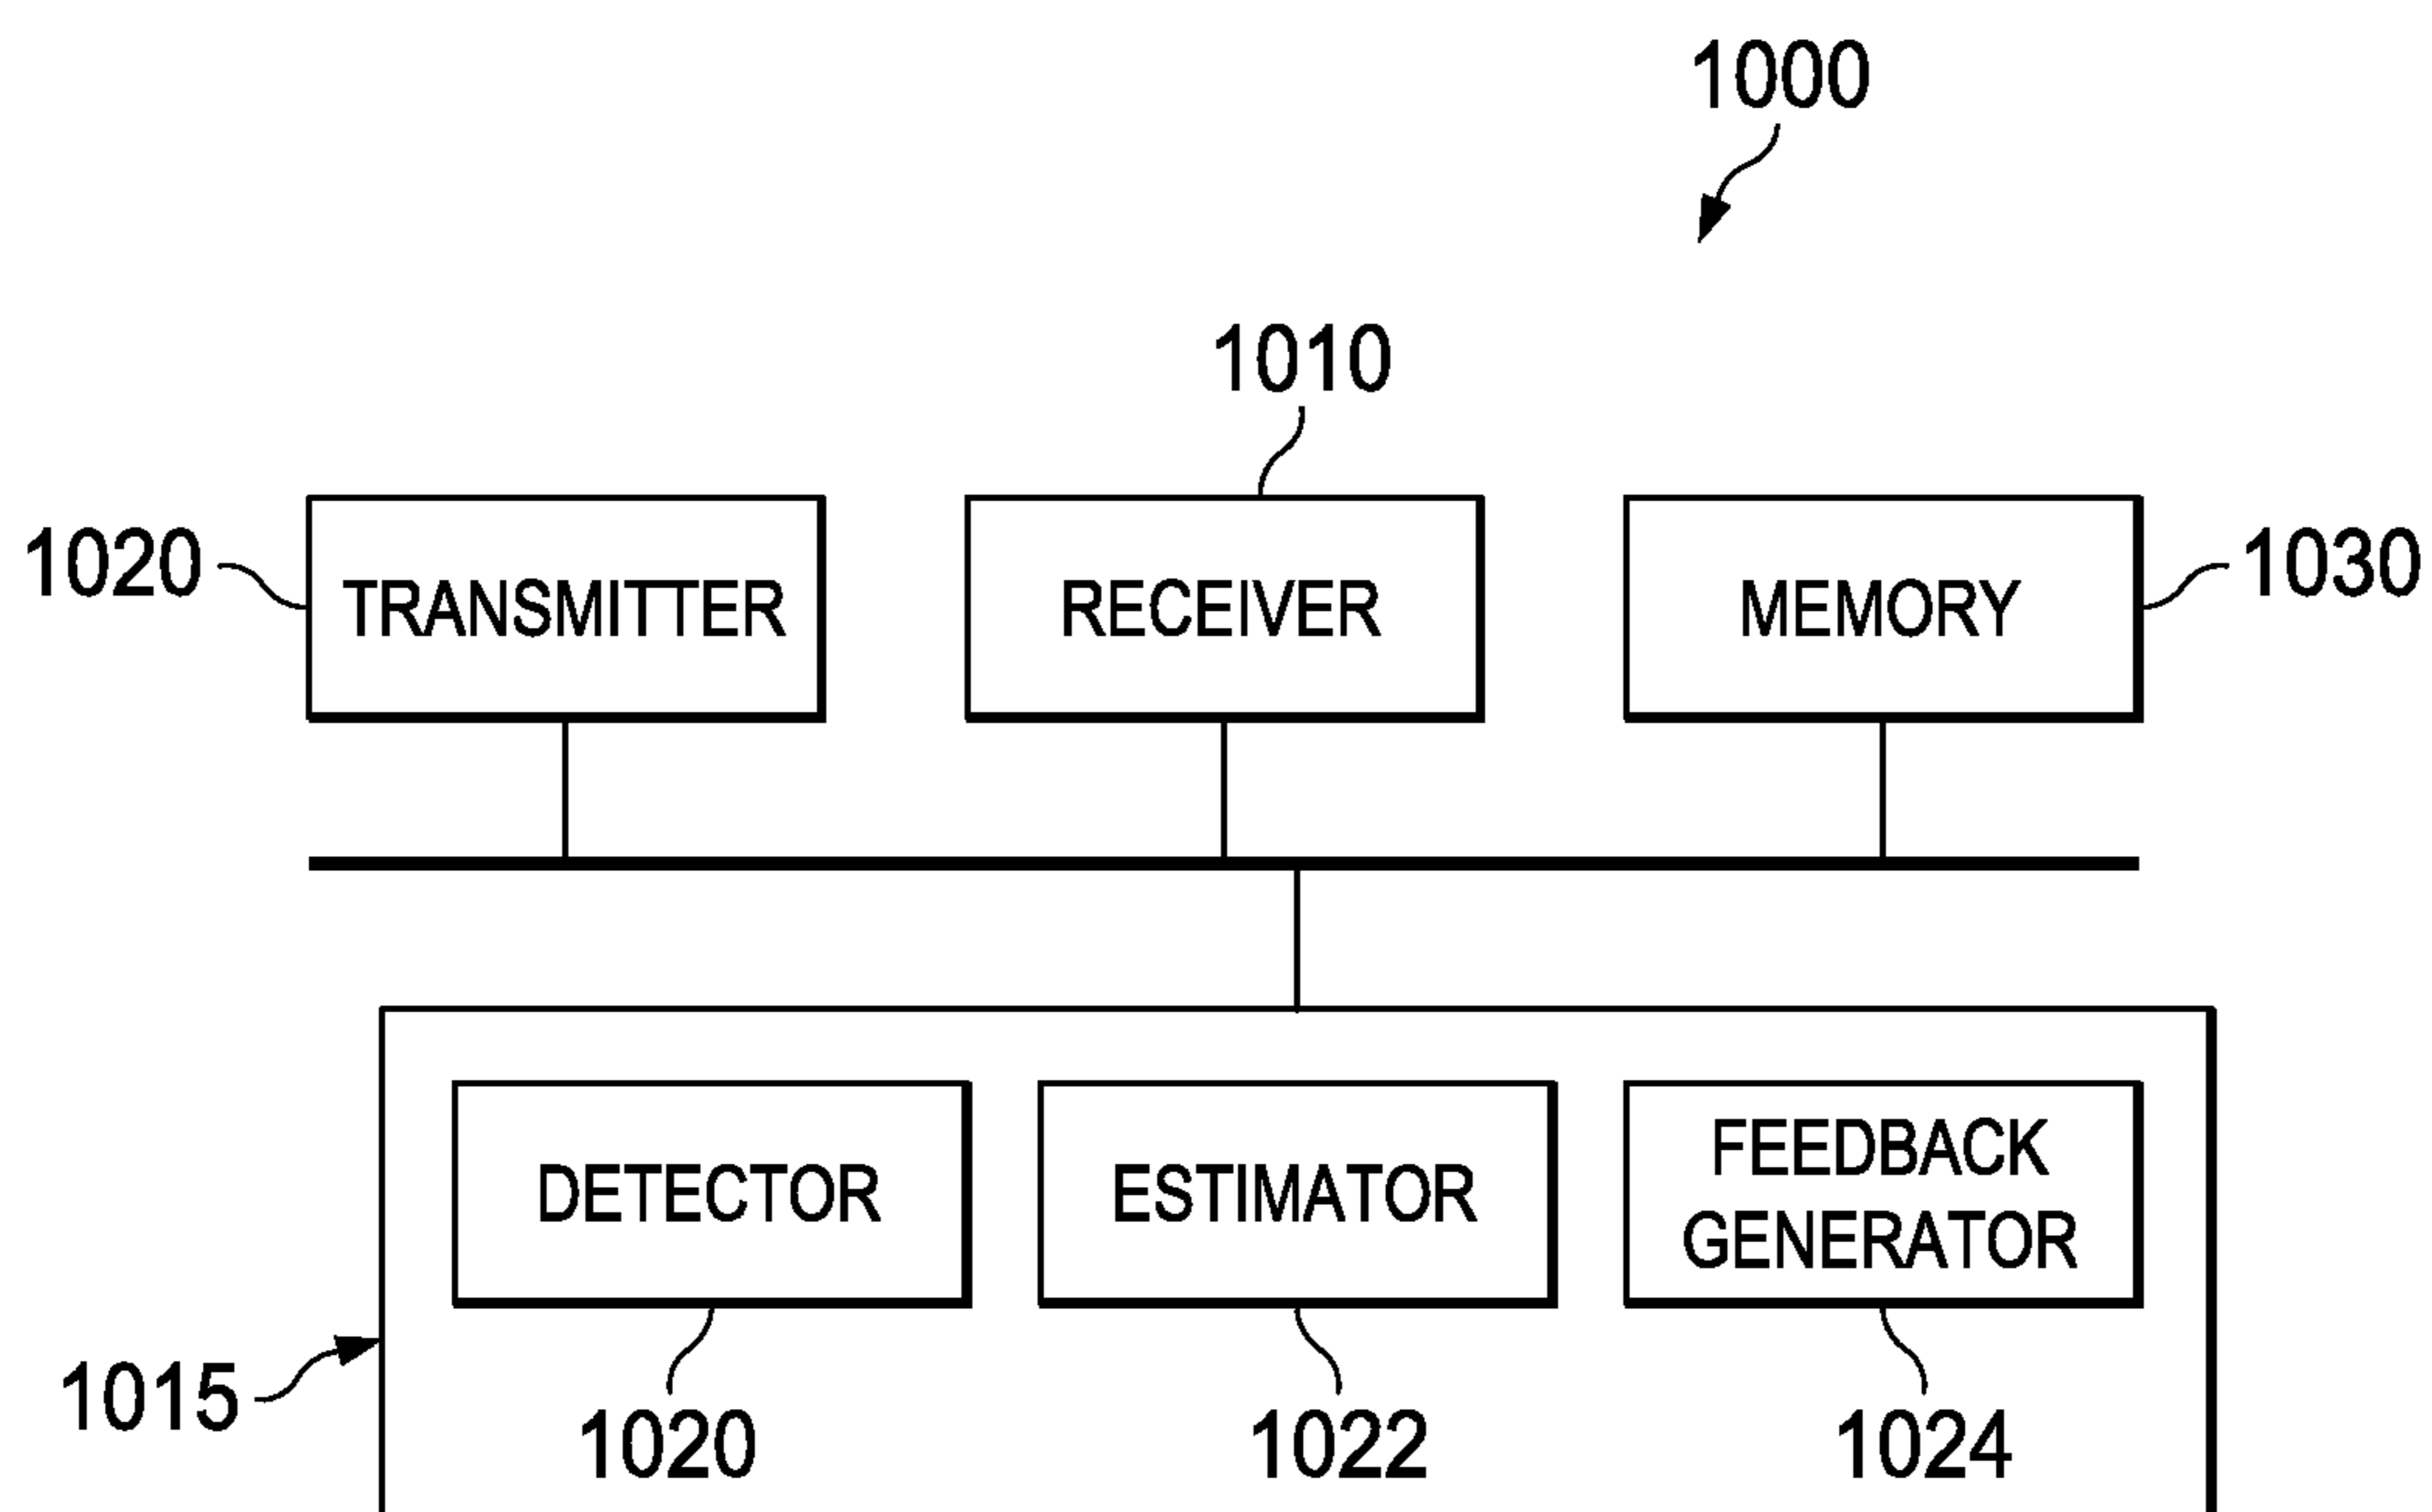 1000
1010
1020
TRANSMITTER
RECEIVER
MEMORY
1030
DETECTOR
ESTIMATOR
FEEDBACK
GENERATOR
1015
1020
1022
1024